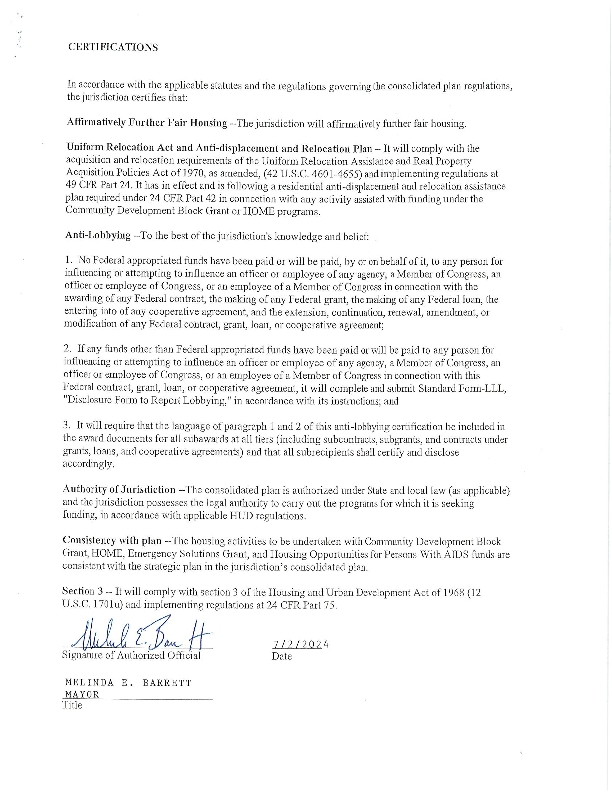 CERTIFICATIONS
In accordance with the applicable statutes and the regulations governing the consolidated plan regulations,
the jurisdiction certifies that:
Affirmatively Further Fair Housing --The jurisdiction will affirmatively further fair housing.
Uniform Relocation Act and Anti-displacement and Relocation Plan -- It will comply with the
acquisition and relocation requirements of the Uniform Relocation Assistance and Real Property
Acquisition Policies Act of 1970, as amended, (42 U.S.C. 4601-4655) and implementing regulations at
49 CFR Part 24. It has in effect and is following a residential anti-displacement and relocation assistance
plan required under 24 CFR Part 42 in connection with any activity assisted with funding under the
Community Development Block Grant or HOME programs.
Anti-Lobbying --To the best of the jurisdiction's knowledge and belief:
1. No Federal appropriated funds have been paid or will be paid, by or on behalf of it, to any person for
influencing or attempting to influence an officer or employee of any agency, a Member of Congress, an
officer or employee of Congress, or an employee of a Member of Congress in connection with the
awarding of any Federal contract, the making of any Federal grant, the making of any Federal loan, the
entering into of any cooperative agreement, and the extension, continuation, renewal, amendment, or
modification of any Federal contract, grant, loan, or cooperative agreement;
2. If any funds other than Federal appropriated funds have been paid or will be paid to any person for
influencing or attempting to influence an officer or employee of any agency, a Member of Congress, an
officer or employee of Congress, or an employee of a Member of Congress in connection with this
Federal contract, grant, loan, or cooperative agreement, it will complete and submit Standard Form-LLL,
"Disclosure Form to Report Lobbying," in accordance with its instructions; and
3. It will require that the language of paragraph 1 and 2 of this anti-lobbying certification be included in
the award documents for all subawards at all tiers (including subcontracts, subgrants, and contracts under
grants, loans, and cooperative agreements) and that all subrecipients shall certify and disclose
accordingly.
Authority of Jurisdiction --The consolidated plan is authorized under State and local law (as applicable)
and the jurisdiction possesses the legal authority to carry out the programs for which it is seeking
funding, in accordance with applicable HUD regulations.
Consistency with plan --The housing activities to be undertaken with Community Development Block
Grant, HOME, Emergency Solutions Grant, and Housing Opportunities for Persons With AIDS funds are
consistent with the strategic plan in the jurisdiction's consolidated plan.
Section 3 -- It will comply with section 3 of the Housing and Urban Development Act of 1968 (12
U.S.C. 1701u) and implementing regulations at 24 CFR Part 75.
7/2/2024
Signature of Authorized Official Date
MELINDA E. BARRETT
MAYOR
Title